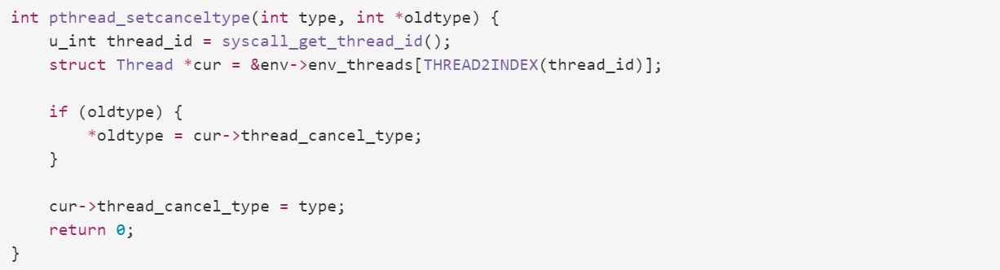 int pthread_setcanceltype(int type, int *oldtype) {
    u_int thread_id = syscall_get_thread_id();
    struct Thread *cur = &env->env_threads[THREAD2INDEX(thread_id)];

    if (oldtype) {
        *oldtype = cur->thread_cancel_type;
    }

    cur->thread_cancel_type = type;
    return 0;
}